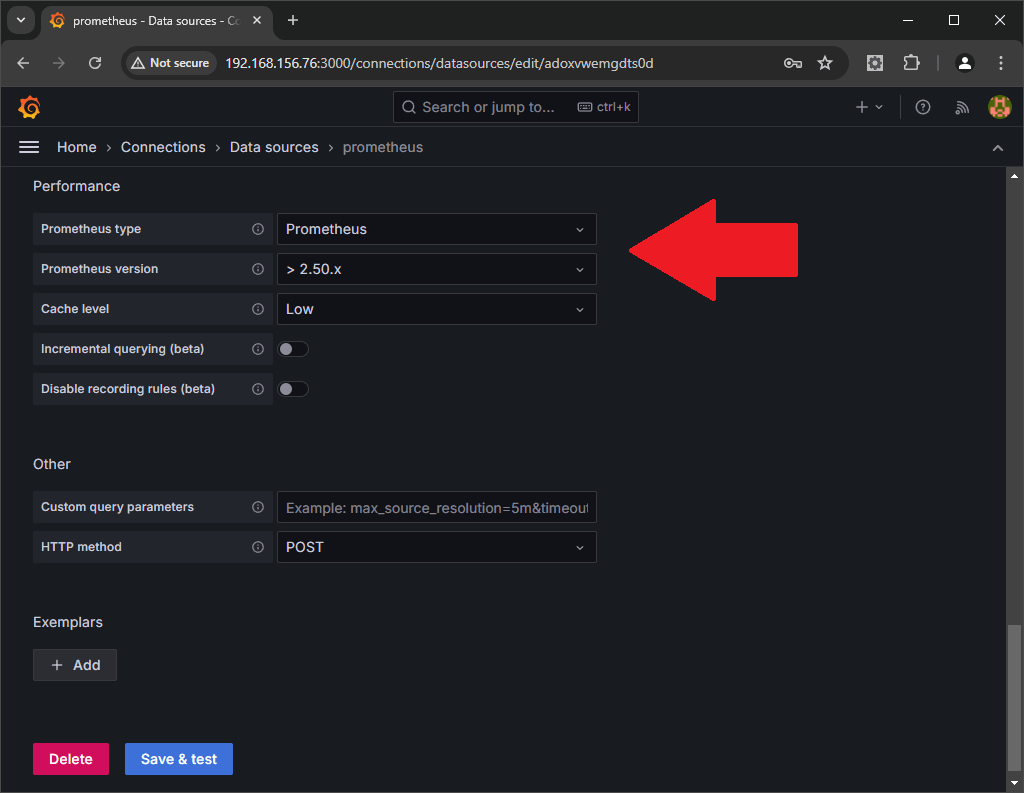 prometheus - Data sources - Co
Not secure 192.168.156.76:3000/connections/datasources/edit/adoxvwemgdts0d
Search or jump to... ctrl+k
Home › Connections › Data sources › prometheus
Performance
Prometheus type Prometheus
Prometheus version > 2.50.x
Cache level Low
Incremental querying (beta)
Disable recording rules (beta)
Other
Custom query parameters Example: max_source_resolution=5m&timeout
HTTP method POST
Exemplars
+ Add
Delete Save & test